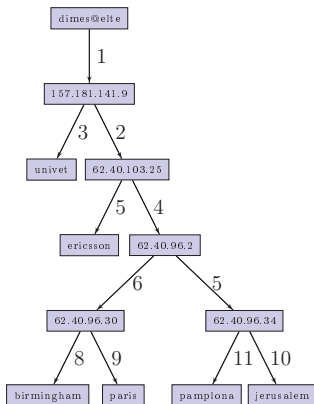 dimes@elte
1
157.181.141.9
3 2
univet 62.40.103.25
5 4
ericsson 62.40.96.2
6 5
62.40.96.30 62.40.96.34
8 9 11 10
birmingham paris pamplona jerusalem